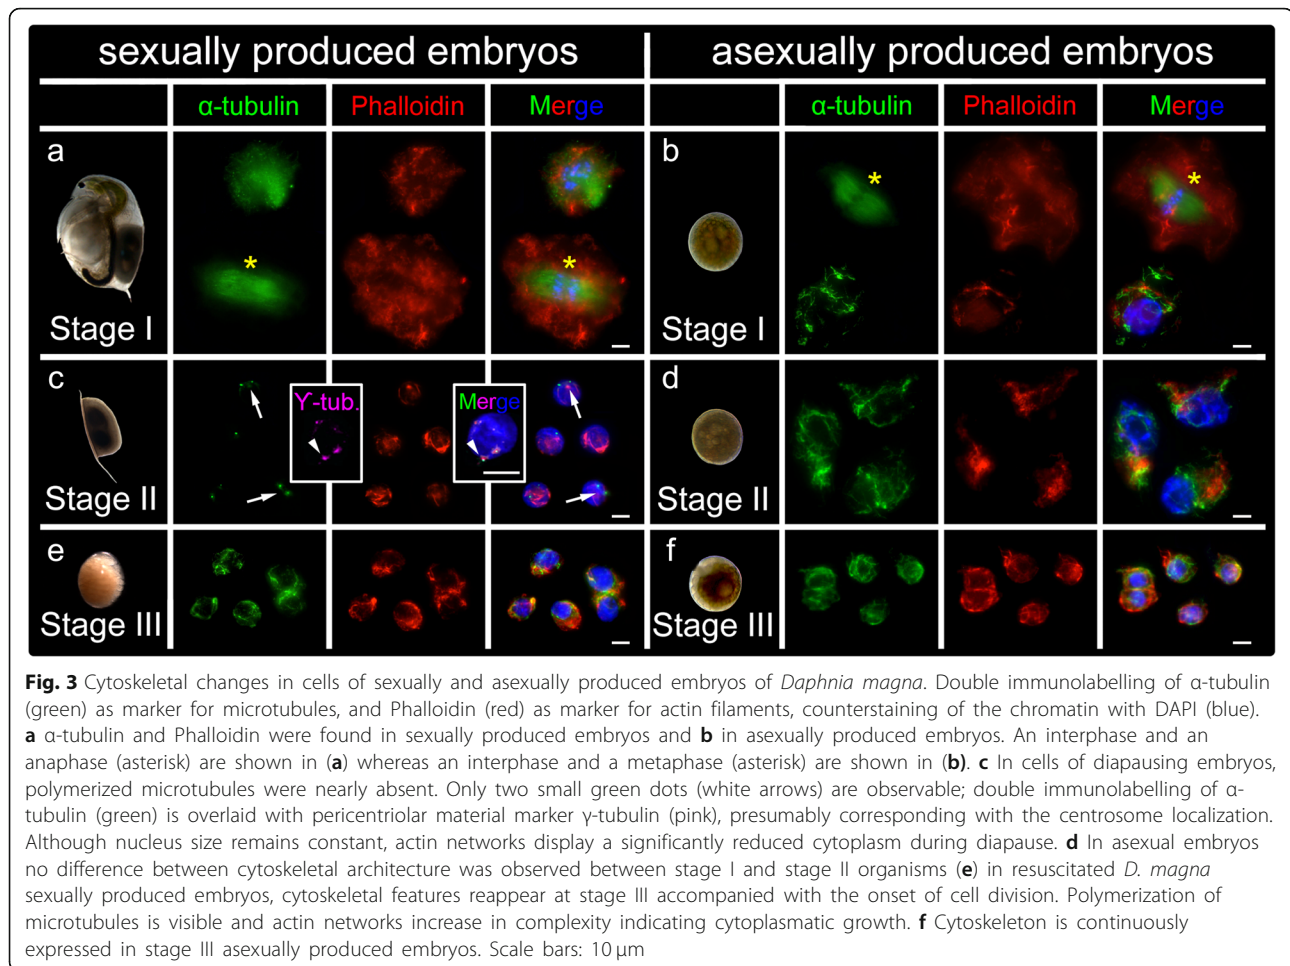 sexually produced embryos
asexually produced embryos
α-tubulin
Phalloidin
Merge
α-tubulin
Phalloidin
Merge
a
*
*
Stage I
b
*
*
Stage I
c
ϒ-tub.
Merge
Stage II
d
Stage II
e
Stage III
f
Stage III
Fig. 3 Cytoskeletal changes in cells of sexually and asexually produced embryos of Daphnia magna. Double immunolabelling of α-tubulin
(green) as marker for microtubules, and Phalloidin (red) as marker for actin filaments, counterstaining of the chromatin with DAPI (blue).
a α-tubulin and Phalloidin were found in sexually produced embryos and b in asexually produced embryos. An interphase and an
anaphase (asterisk) are shown in (a) whereas an interphase and a metaphase (asterisk) are shown in (b). c In cells of diapausing embryos,
polymerized microtubules were nearly absent. Only two small green dots (white arrows) are observable; double immunolabelling of α-
tubulin (green) is overlaid with pericentriolar material marker γ-tubulin (pink), presumably corresponding with the centrosome localization.
Although nucleus size remains constant, actin networks display a significantly reduced cytoplasm during diapause. d In asexual embryos
no difference between cytoskeletal architecture was observed between stage I and stage II organisms (e) in resuscitated D. magna
sexually produced embryos, cytoskeletal features reappear at stage III accompanied with the onset of cell division. Polymerization of
microtubules is visible and actin networks increase in complexity indicating cytoplasmatic growth. f Cytoskeleton is continuously
expressed in stage III asexually produced embryos. Scale bars: 10 μm